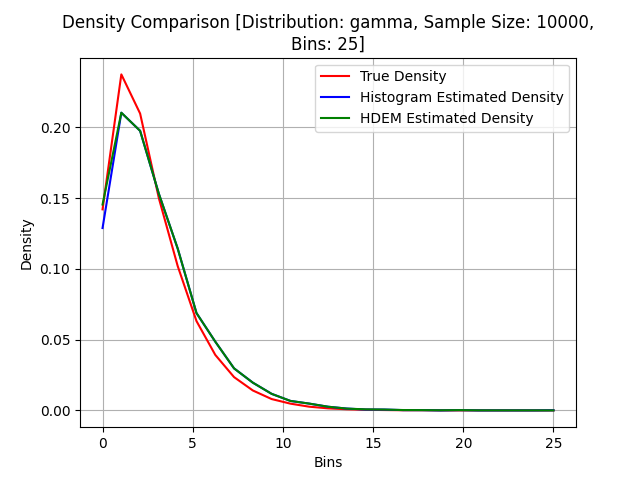 Density Comparison [Distribution: gamma, Sample Size: 10000,
Bins: 25]
True Density
Histogram Estimated Density
HDEM Estimated Density
Density
0.20
0.15
0.10
0.05
0.00
0
5
10
15
20
25
Bins